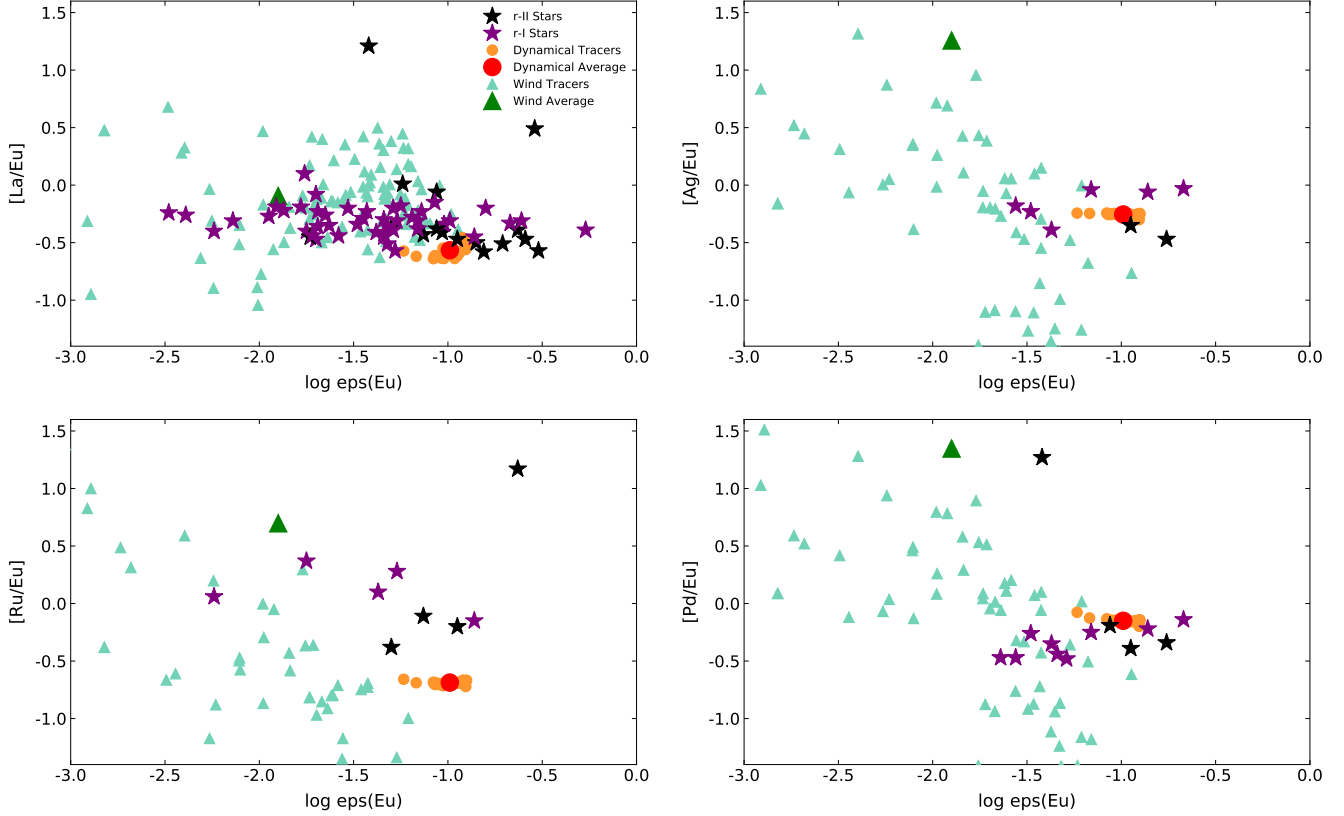 1.5
1.0
0.5
0.0
-0.5
-1.0
[La/Eu]
r-II Stars
r-I Stars
Dynamical Tracers
Dynamical Average
Wind Tracers
Wind Average
-3.0 -2.5 -2.0 -1.5 -1.0 -0.5 0.0
log eps(Eu)
1.5
1.0
0.5
0.0
-0.5
-1.0
[Ag/Eu]
-3.0 -2.5 -2.0 -1.5 -1.0 -0.5 0.0
log eps(Eu)
1.5
1.0
0.5
0.0
-0.5
-1.0
[Ru/Eu]
-3.0 -2.5 -2.0 -1.5 -1.0 -0.5 0.0
log eps(Eu)
1.5
1.0
0.5
0.0
-0.5
-1.0
[Pd/Eu]
-3.0 -2.5 -2.0 -1.5 -1.0 -0.5 0.0
log eps(Eu)